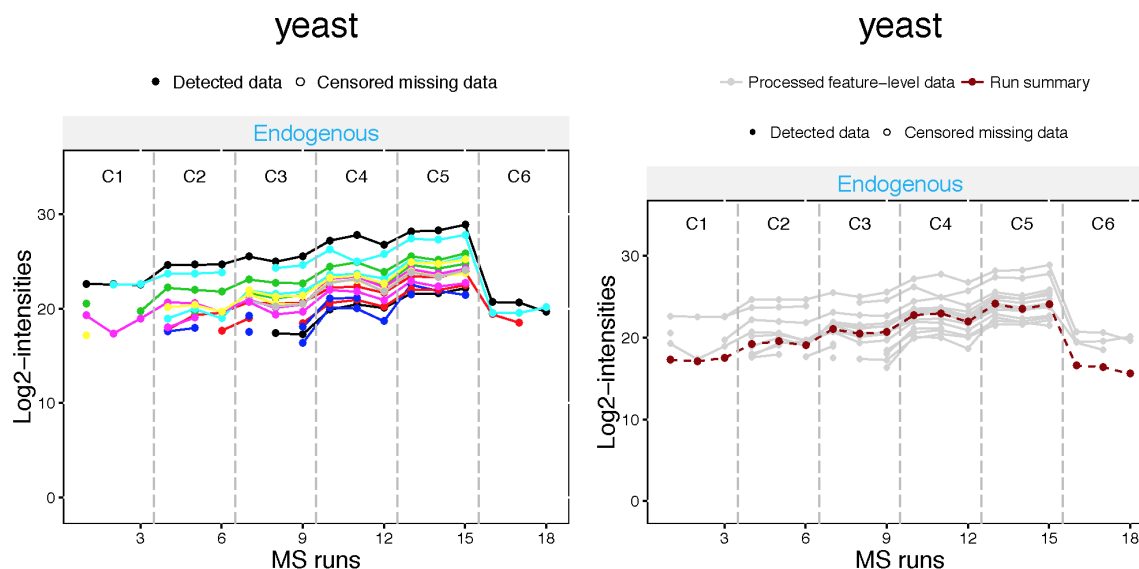 yeast
Detected data Censored missing data
Endogenous
C1 C2 C3 C4 C5 C6
30
20
10
0
Log2−intensities
3 6 9 12 15 18
MS runs
yeast
Processed feature−level data Run summary
Detected data Censored missing data
Endogenous
C1 C2 C3 C4 C5 C6
30
20
10
0
Log2−intensities
3 6 9 12 15 18
MS runs